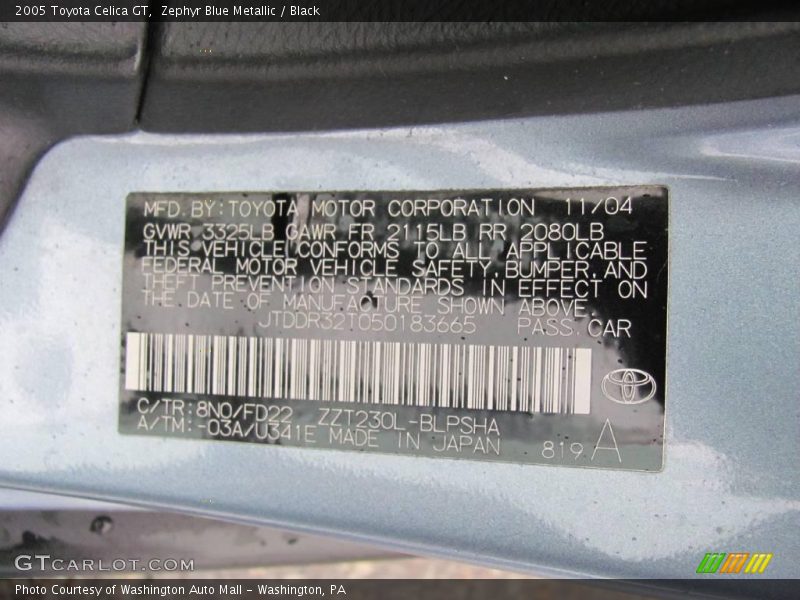 2005 Toyota Celica GT, Zephyr Blue Metallic / Black
MFD. BY: TOYOTA MOTOR CORPORATION 11/04
GVWR 3325LB GAWR FR 2115LB RR 2080LB
THIS VEHICLE CONFORMS TO ALL APPLICABLE
FEDERAL MOTOR VEHICLE SAFETY, BUMPER, AND
THEFT PREVENTION STANDARDS IN EFFECT ON
THE DATE OF MANUFACTURE SHOWN ABOVE.
JTDDR32T050183665 PASS. CAR
C/TR: 8N0/FD22 ZZT230L-BLPSHA
A/TM: -03A/U341E MADE IN JAPAN 819 A
GTCARLOT.COM
Photo Courtesy of Washington Auto Mall - Washington, PA